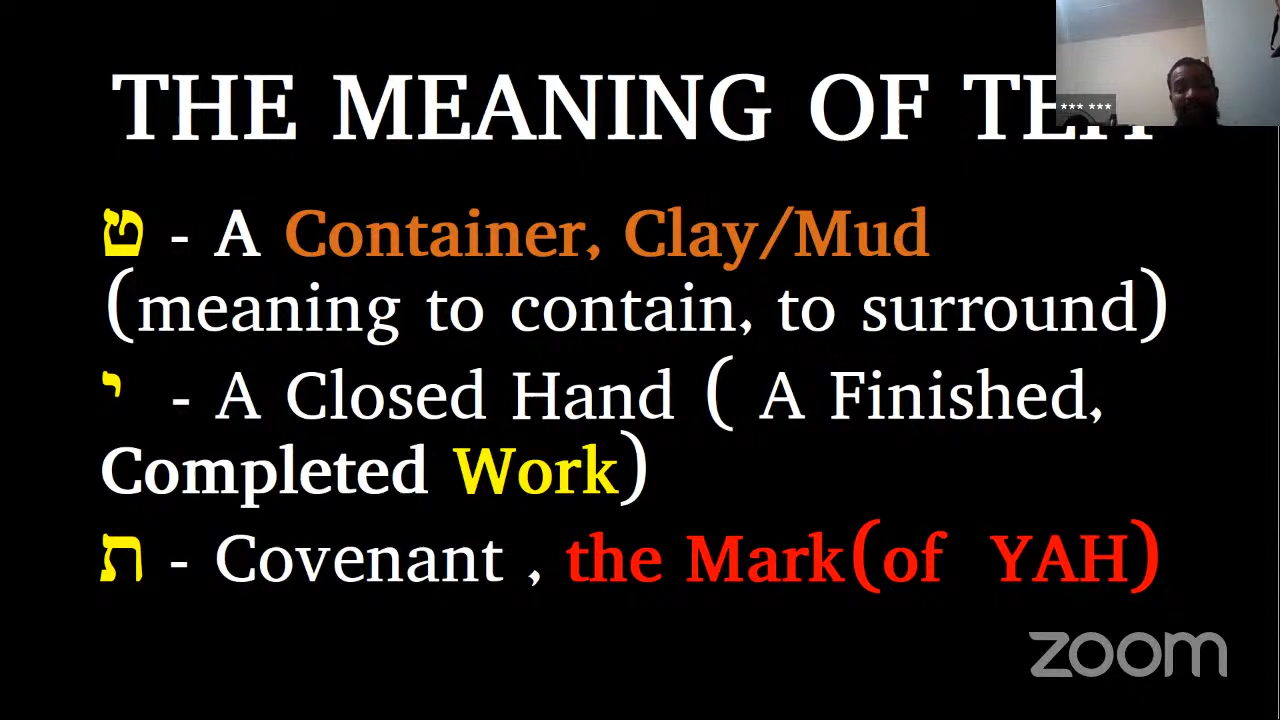 THE MEANING OF
*** ***
טּ - A Container, Clay/Mud
(meaning to contain, to surround)
י - A Closed Hand ( A Finished,
Completed Work)
ת - Covenant , the Mark(of YAH)
zoom